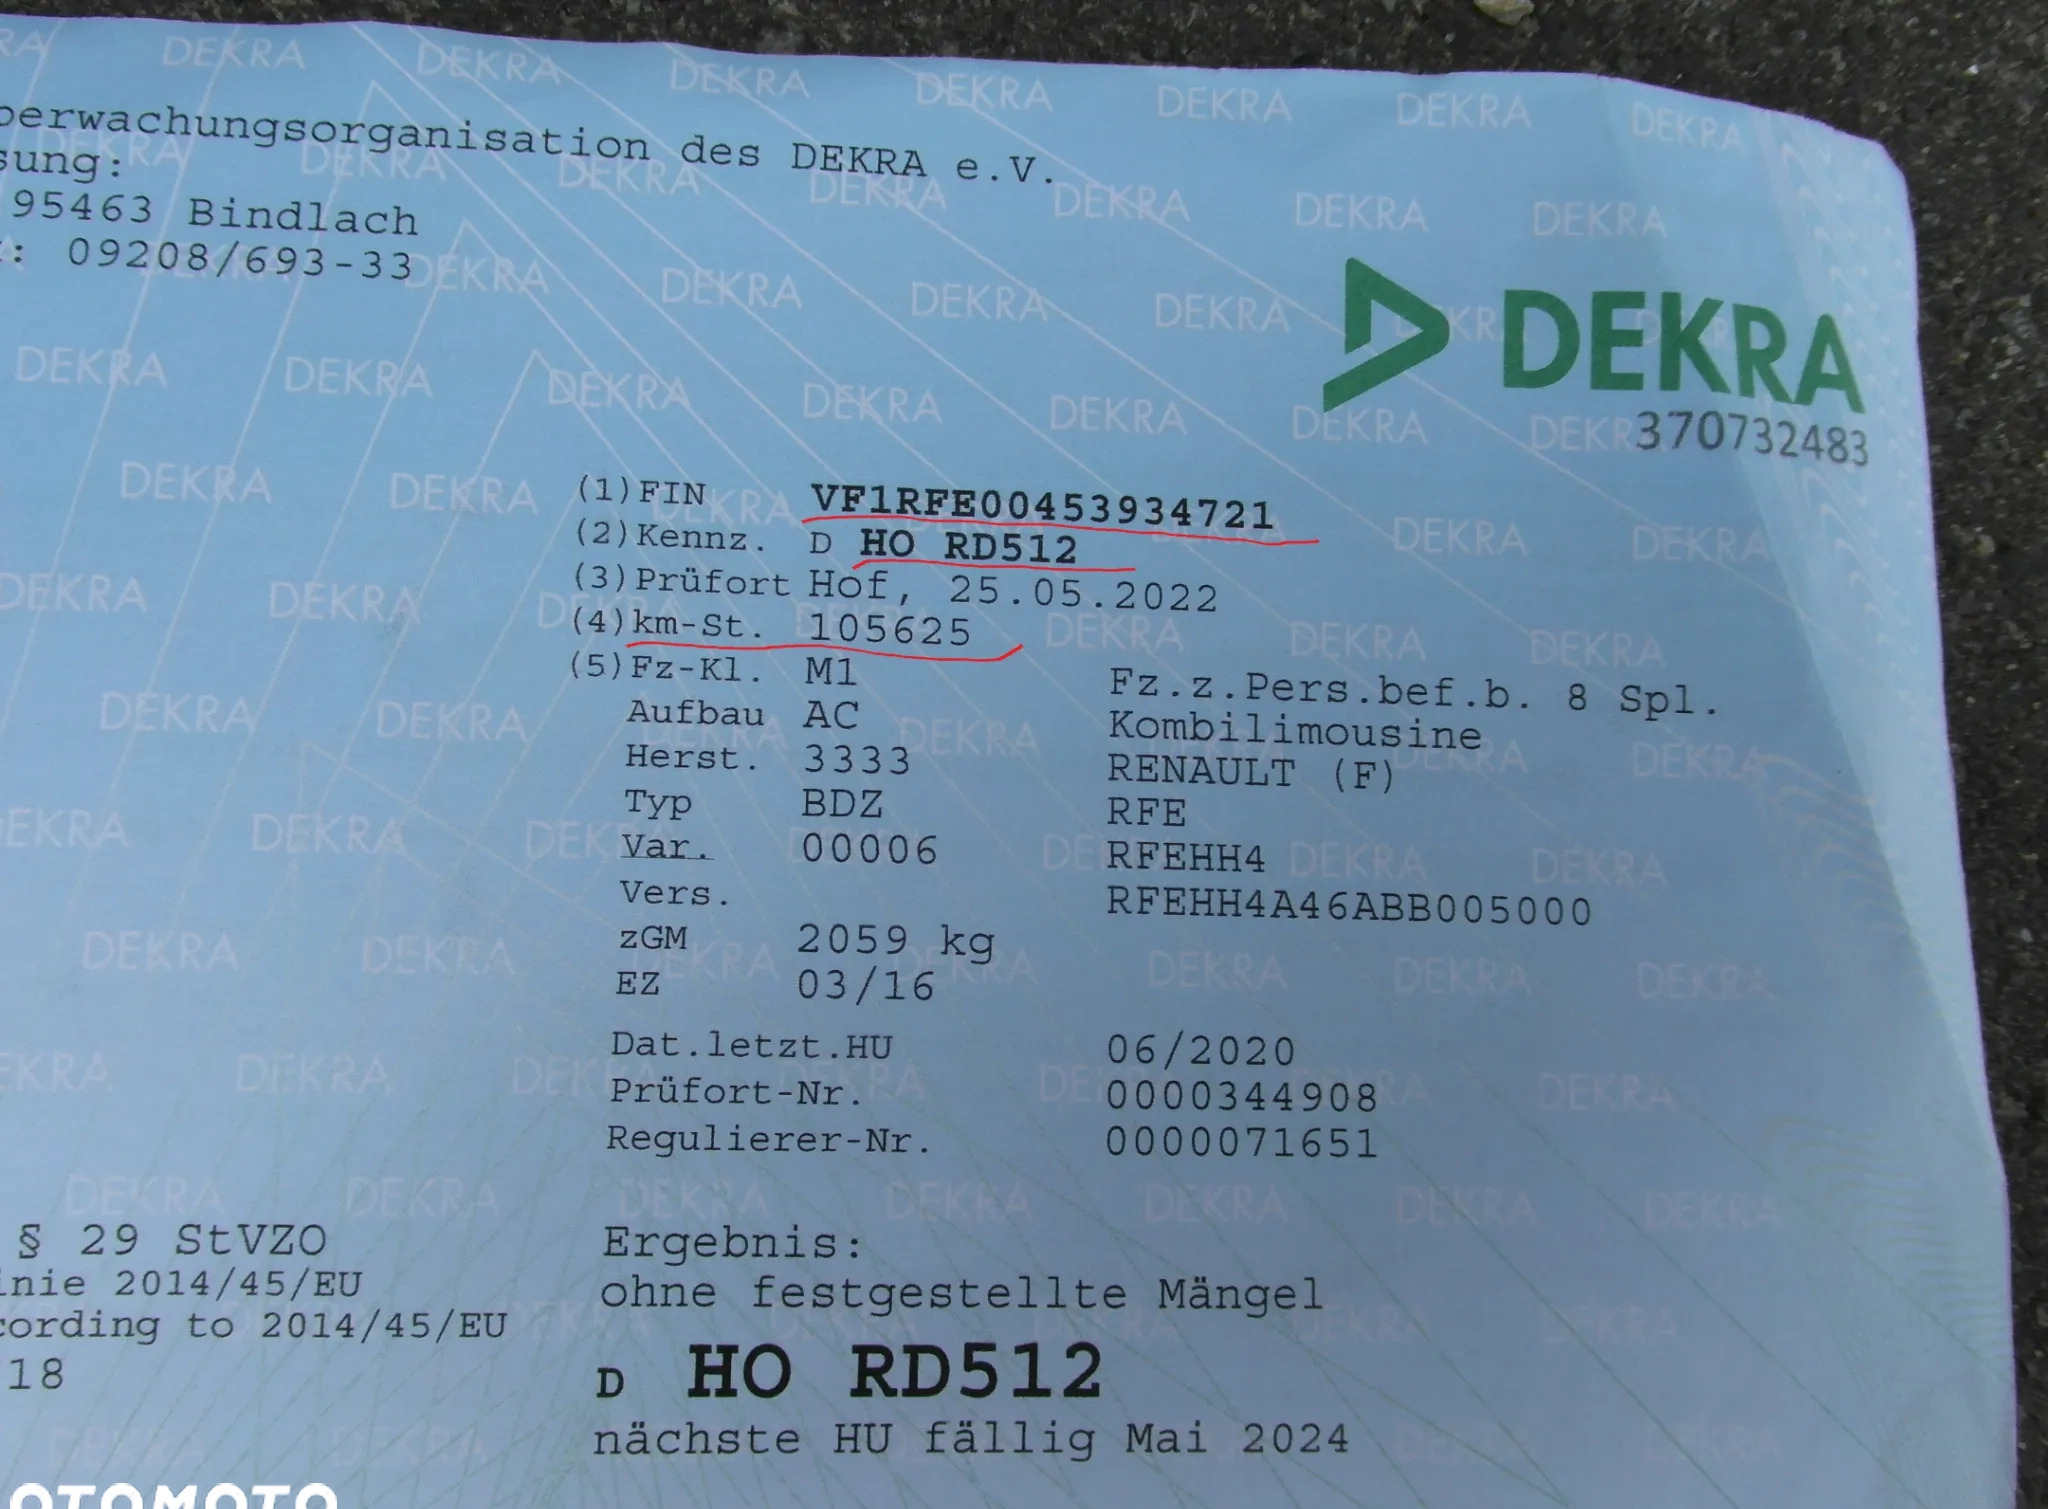 berwachungsorganisation des DEKRA e.V.
sung:
95463 Bindlach
: 09208/693-33
DEKRA
370732483
(1) FIN VF1RFE00453934721
(2) Kennz. D HO RD512
(3) Prüfort Hof, 25.05.2022
(4) km-St. 105625
(5) Fz-Kl. M1 Fz.z.Pers.bef.b. 8 Spl.
Aufbau AC Kombilimousine
Herst. 3333 RENAULT (F)
Typ BDZ RFE
Var. 00006 RFEHH4
Vers. RFEHH4A46ABB005000
zGM 2059 kg
EZ 03/16
Dat.letzt.HU 06/2020
Prüfort-Nr. 0000344908
Regulierer-Nr. 0000071651
§ 29 StVZO
inie 2014/45/EU
cording to 2014/45/EU
18
Ergebnis:
ohne festgestellte Mängel
D HO RD512
nächste HU fällig Mai 2024
OTOMOTO